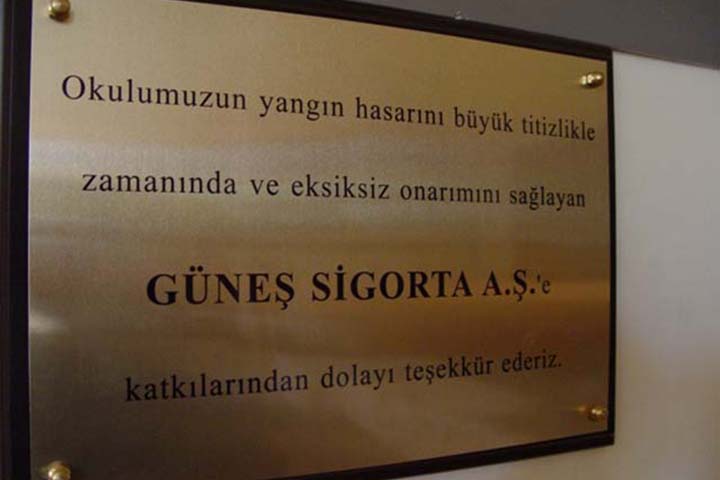 Okulumuzun yangın hasarını büyük titizlikle
zamanında ve eksiksiz onarımını sağlayan
GÜNEŞ SİGORTA A.Ş.'e
katkılarından dolayı teşekkür ederiz.